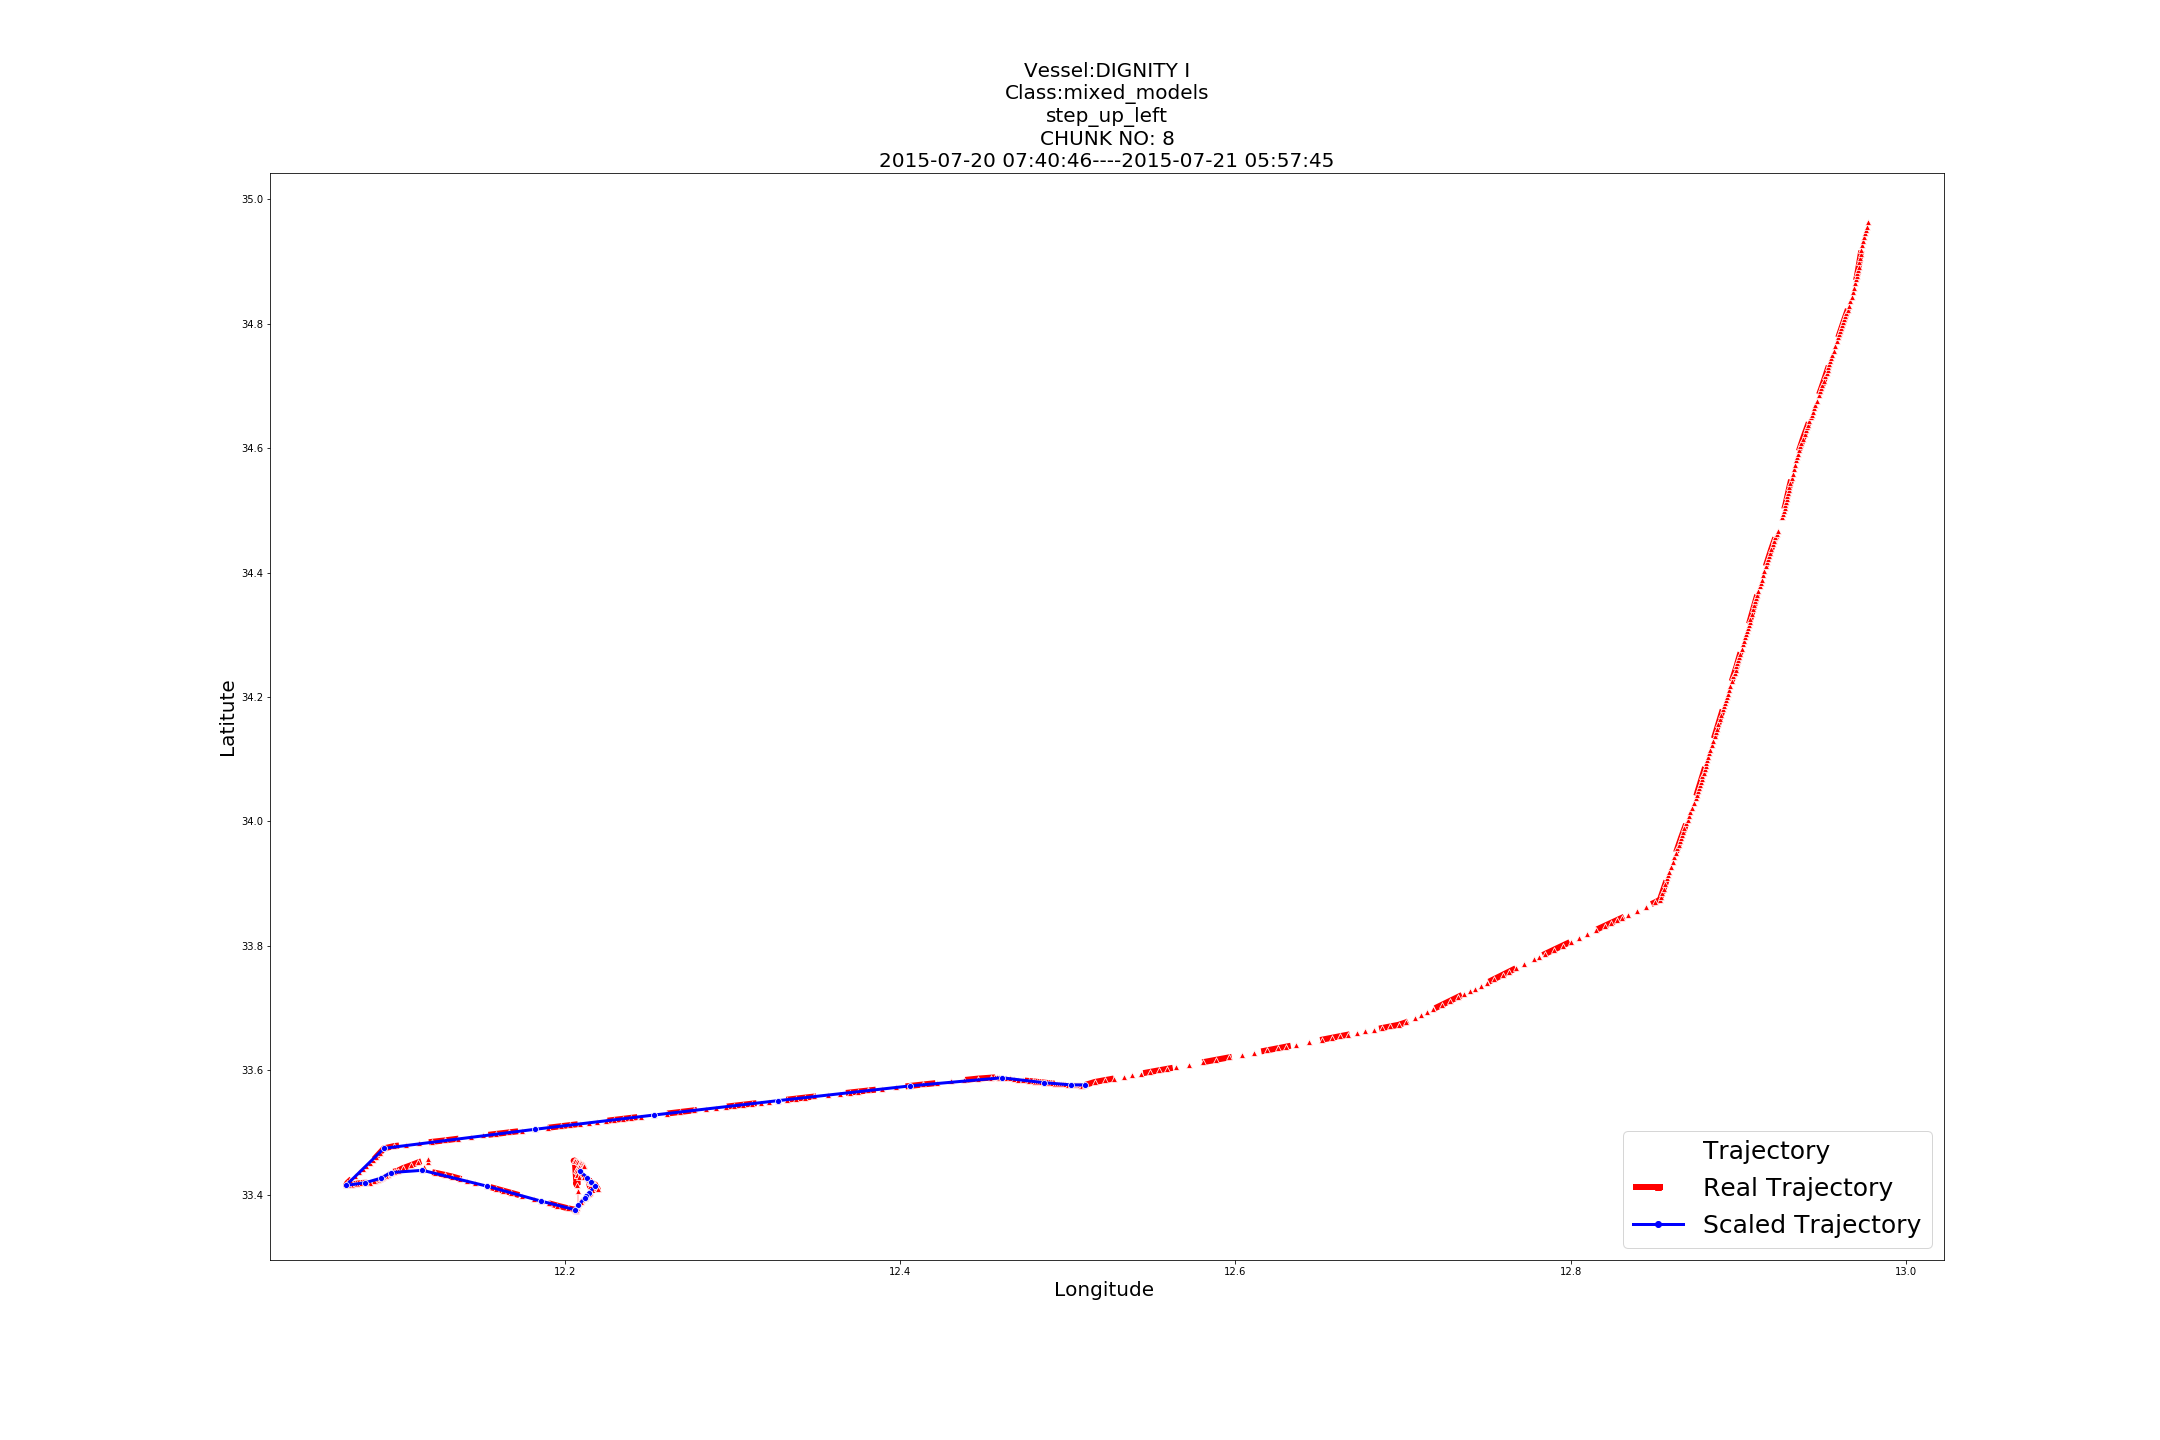 Vessel:DIGNITY I
Class:mixed_models
step_up_left
CHUNK NO: 8
2015-07-20 07:40:46----2015-07-21 05:57:45
35.0
34.8
34.6
34.4
34.2
34.0
33.8
33.6
33.4
Latitute
12.2
12.4
12.6
12.8
13.0
Longitude
Trajectory
Real Trajectory
Scaled Trajectory